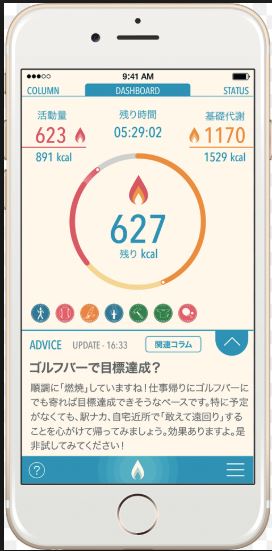 9:41 AM
COLUMN DASHBOARD STATUS
活動量 残り時間 基礎代謝
623 05:29:02 1170
891 kcal 1529 kcal
627
残り kcal
ADVICE UPDATE - 16:33 関連コラム
ゴルフバーで目標達成？
順調に「燃焼」していますね！仕事帰りにゴルフバーに
でも寄れば目標達成できそうなペースです。特に予定
がなくても、駅ナカ、自宅近所で「敢えて遠回り」する
ことを心がけて帰ってみましょう。効果ありますよ。是
非試してみてください！
?